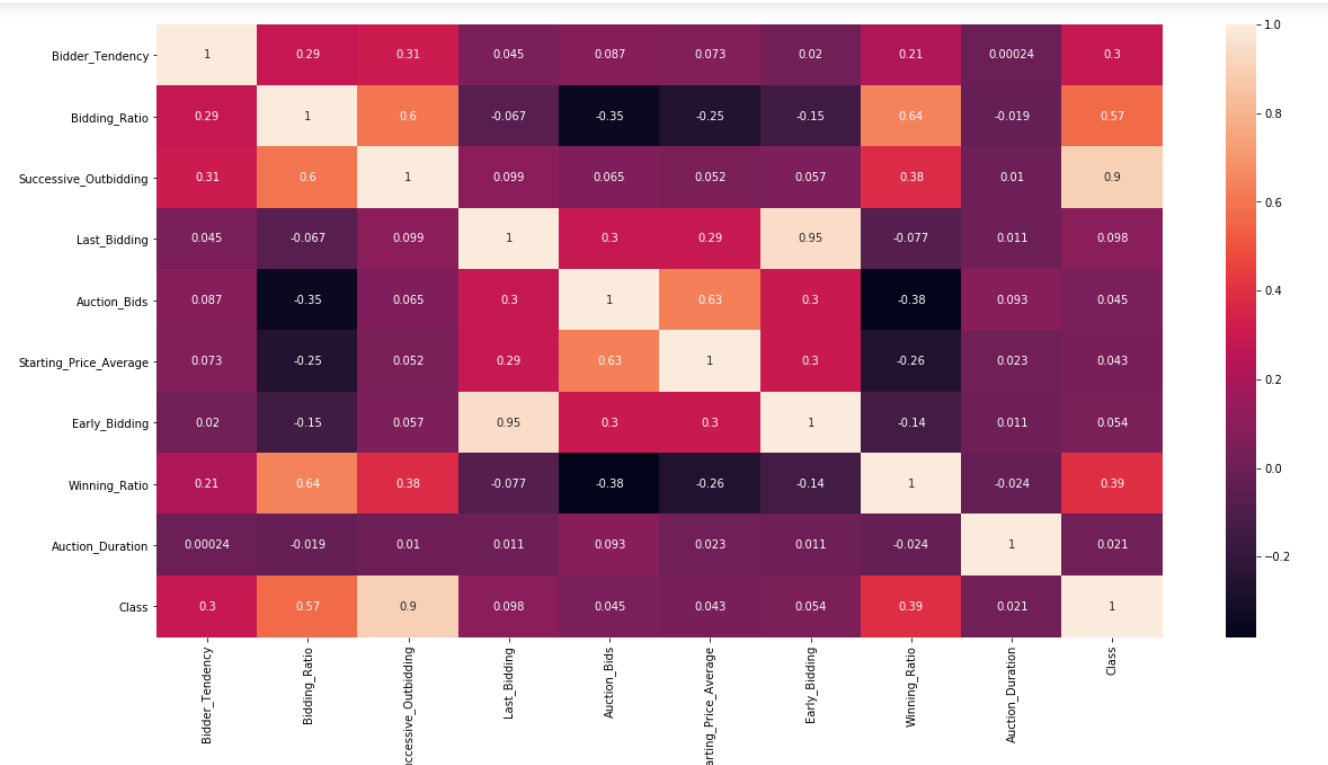 Bidder_Tendency 1 0.29 0.31 0.045 0.087 0.073 0.02 0.21 0.00024 0.3
Bidding_Ratio 0.29 1 0.6 -0.067 -0.35 -0.25 -0.15 0.64 -0.019 0.57
Successive_Outbidding 0.31 0.6 1 0.099 0.065 0.052 0.057 0.38 0.01 0.9
Last_Bidding 0.045 -0.067 0.099 1 0.3 0.29 0.95 -0.077 0.011 0.098
Auction_Bids 0.087 -0.35 0.065 0.3 1 0.63 0.3 -0.38 0.093 0.045
Starting_Price_Average 0.073 -0.25 0.052 0.29 0.63 1 0.3 -0.26 0.023 0.043
Early_Bidding 0.02 -0.15 0.057 0.95 0.3 0.3 1 -0.14 0.011 0.054
Winning_Ratio 0.21 0.64 0.38 -0.077 -0.38 -0.26 -0.14 1 -0.024 0.39
Auction_Duration 0.00024 -0.019 0.01 0.011 0.093 0.023 0.011 -0.024 1 0.021
Class 0.3 0.57 0.9 0.098 0.045 0.043 0.054 0.39 0.021 1
Bidder_Tendency
Bidding_Ratio
uccessive_Outbidding
Last_Bidding
Auction_Bids
arting_Price_Average
Early_Bidding
Winning_Ratio
Auction_Duration
Class
1.0
0.8
0.6
0.4
0.2
0.0
−0.2